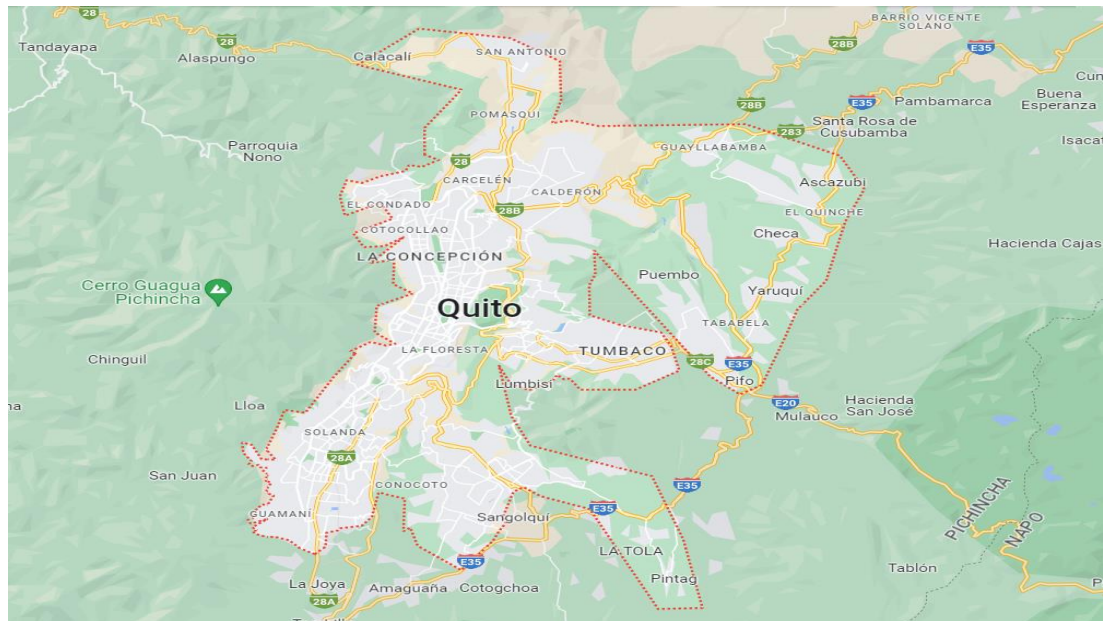 BARRIO VICENTE
SOLANO
28
Tandayapa
Alaspungo
Calacalí
SAN ANTONIO
28B
E35
Cun
Buena
Esperanza
Pambamarca
E35
28B
POMASQUI
Santa Rosa de
Cusubamba
283
Isacat
Parroquia
Nono
GUAYLLABAMBA
28
CARCELÉN
CALDERÓN
Ascazubi
EL CONDADO
28B
EL QUINCHE
COTOCOLLAO
Checa
Hacienda Cajas
LA CONCEPCIÓN
Puembo
Cerro Guagua
Pichincha
Yaruquí
Quito
TABABELA
LA FLORESTA
TUMBACO
Chinguil
28C
E35
Lumbisí
Pifo
na
Lloa
E20
Mulauco
Hacienda
San José
SOLANDA
28A
San Juan
CONOCOTO
E35
PICHINCHA
NAPO
GUAMANÍ
Sangolquí
E35
LA TOLA
E35
Tablón
La Joya
Amaguaña
Cotogchoa
Pintag
P
28A